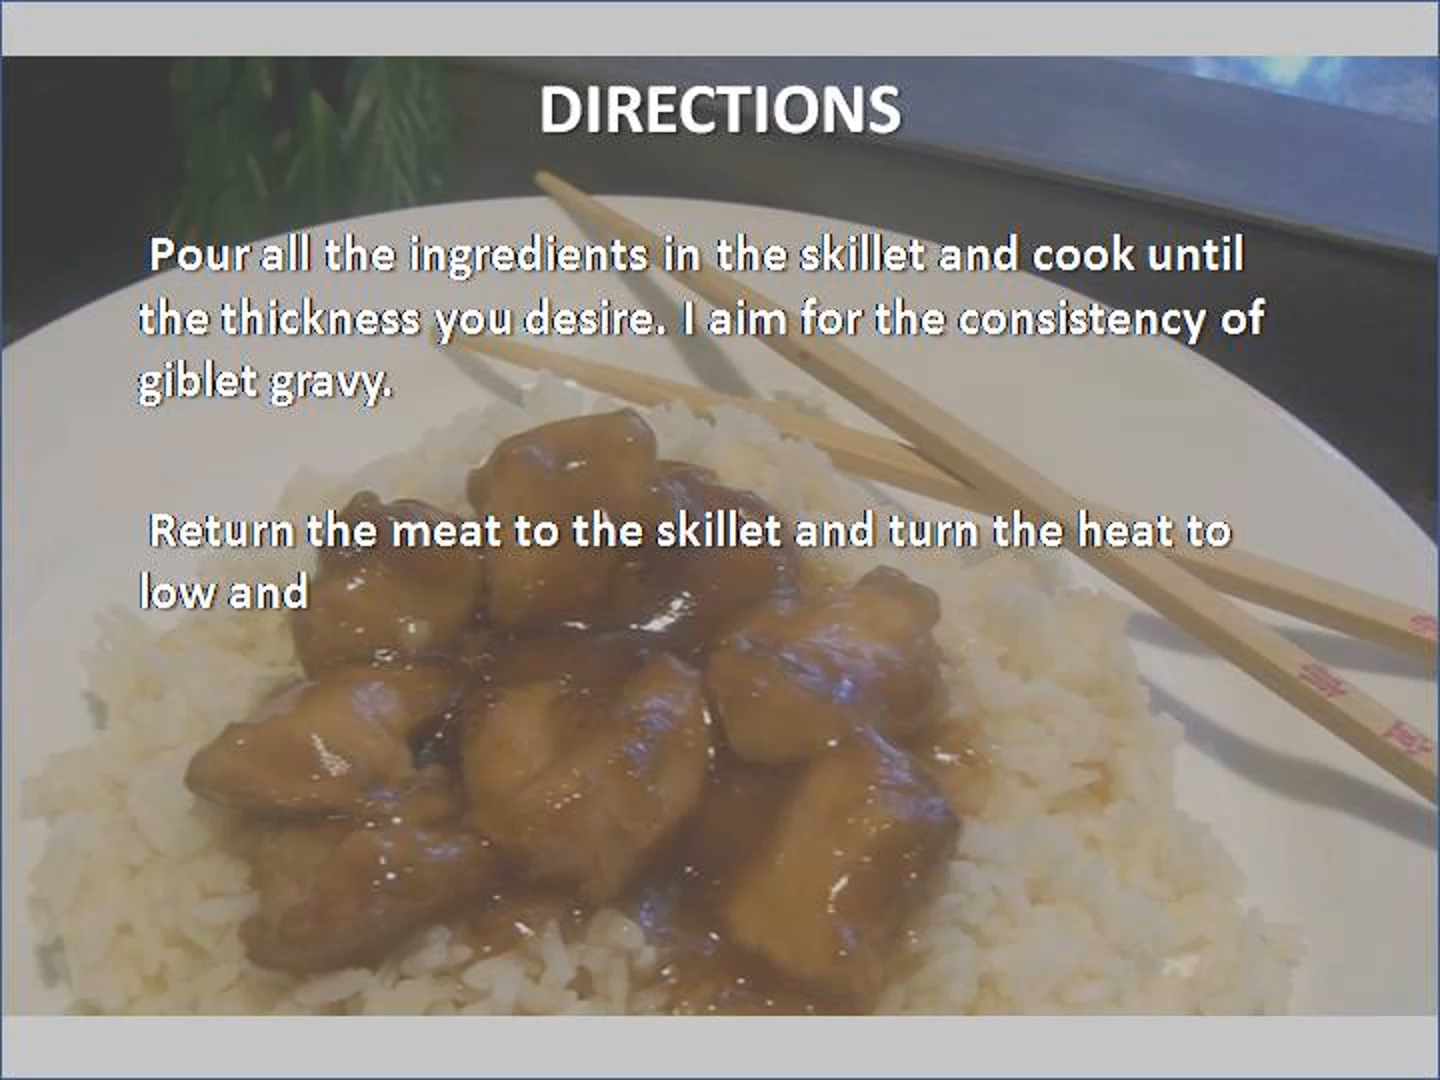 DIRECTIONS
Pour all the ingredients in the skillet and cook until
the thickness you desire. I aim for the consistency of
giblet gravy.
Return the meat to the skillet and turn the heat to
low and